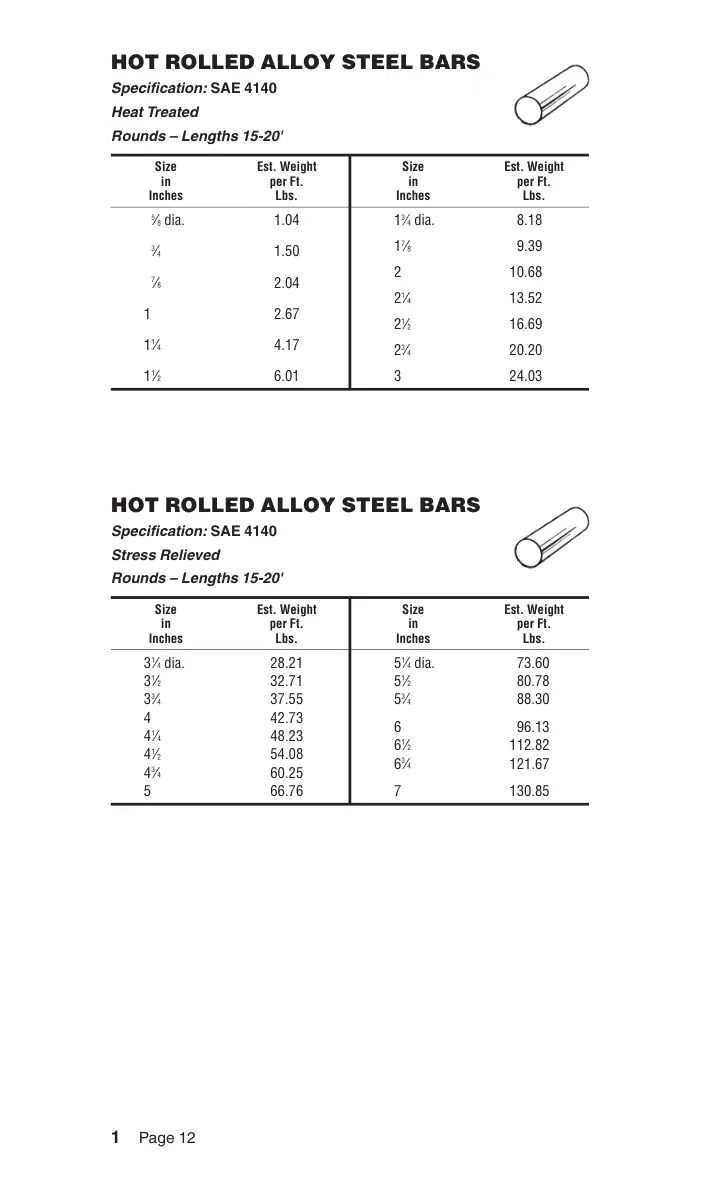 HOT ROLLED ALLOY STEEL BARS
Specification: SAE 4140
Heat Treated
Rounds – Lengths 15-20'
Size in Inches Est. Weight per Ft. Lbs. Size in Inches Est. Weight per Ft. Lbs.
⅝ dia. 1.04
¾ 1.50
⅞ 2.04
1 2.67
1¼ 4.17
1½ 6.01
1¾ dia. 8.18
1⅞ 9.39
2 10.68
2¼ 13.52
2½ 16.69
2¾ 20.20
3 24.03
HOT ROLLED ALLOY STEEL BARS
Specification: SAE 4140
Stress Relieved
Rounds – Lengths 15-20'
Size in Inches Est. Weight per Ft. Lbs. Size in Inches Est. Weight per Ft. Lbs.
3¼ dia. 28.21
3½ 32.71
3¾ 37.55
4 42.73
4¼ 48.23
4½ 54.08
4¾ 60.25
5 66.76
5¼ dia. 73.60
5½ 80.78
5¾ 88.30
6 96.13
6½ 112.82
6¾ 121.67
7 130.85
1 Page 12